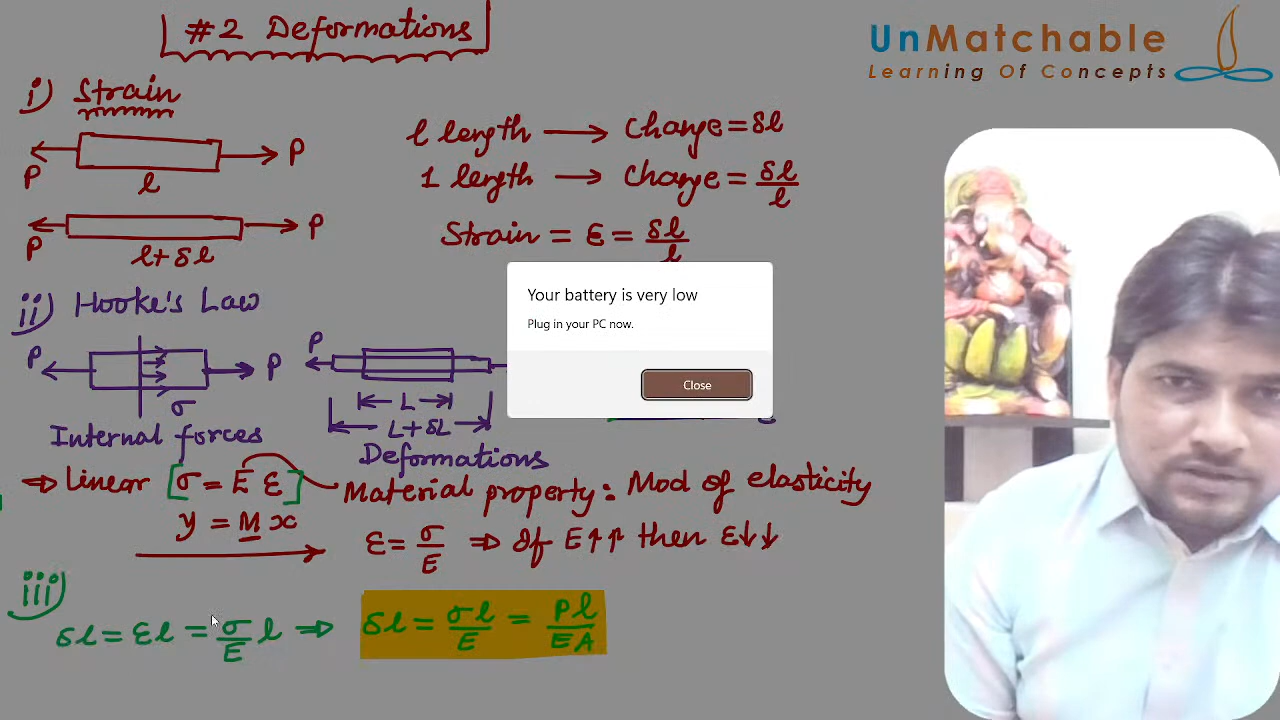 #2 Deformations
UnMatchable
Learning Of Concepts
i) Strain
P P
l
P P
l+δl
l length → Change = δl
1 length → Change = δl/l
Strain = ε = δl/l
ii) Hooke's Law
P P
σ
Internal forces
P
L
L+δL
Deformations
Your battery is very low
Plug in your PC now.
Close
⇒ Linear [σ = E ε]
Material property: Mod of elasticity
y = M x
ε = σ/E ⇒ If E↑↑ then ε↓↓
iii)
δl = εl = σ/E l ⇒ δl = σl/E = Pl/EA